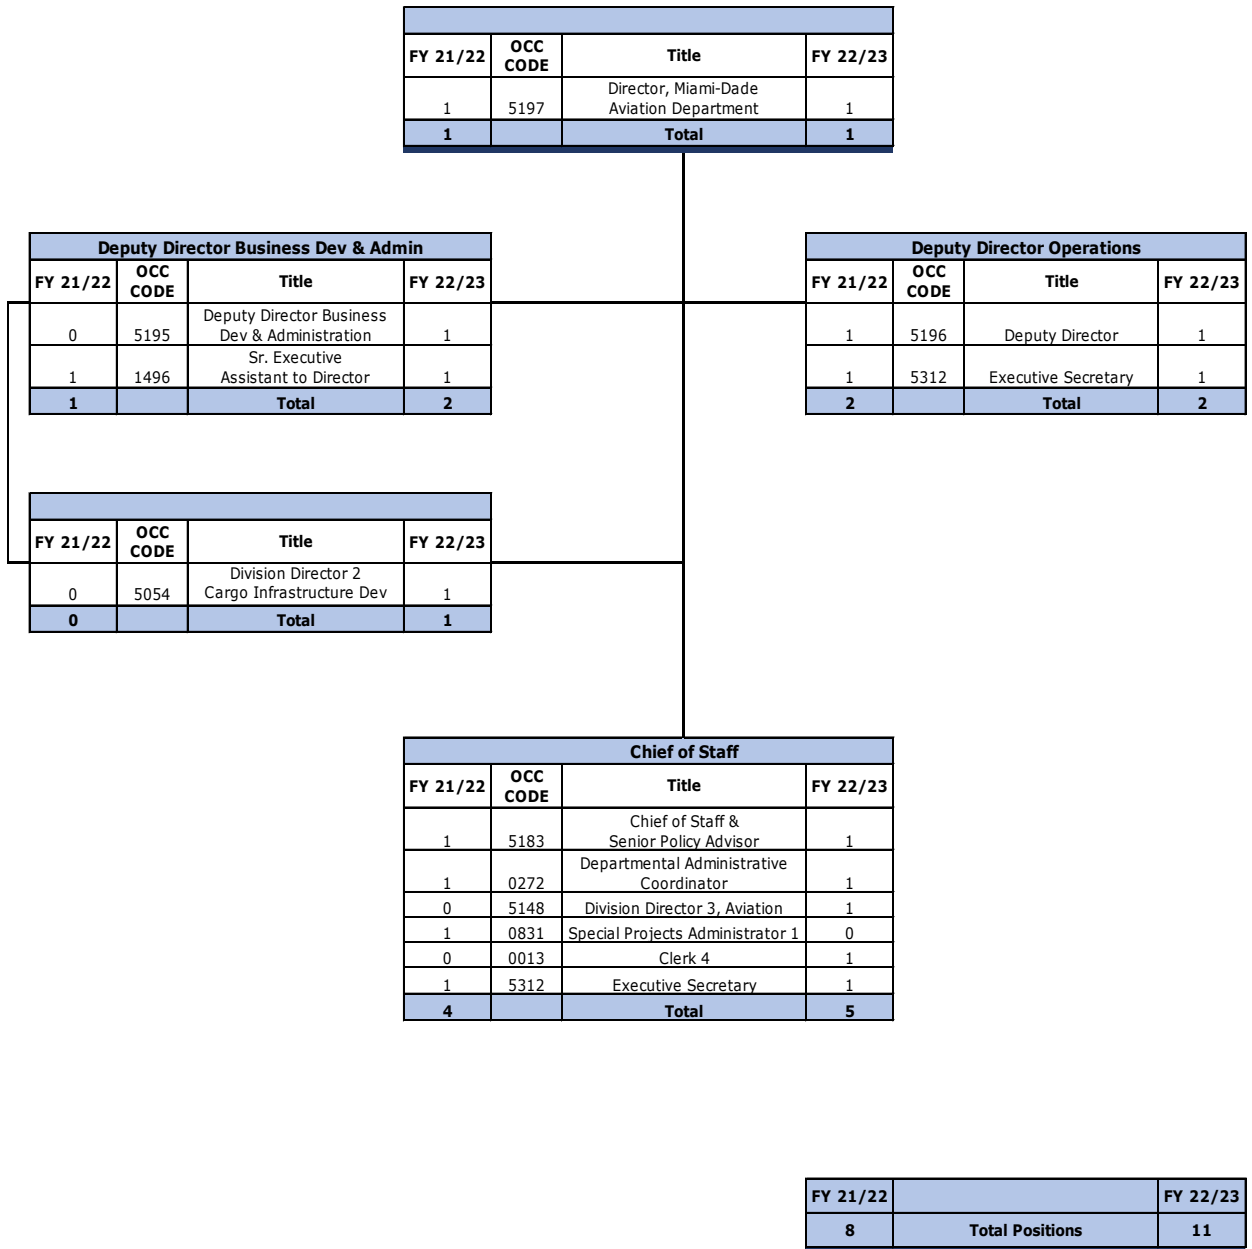 FY 21/22 OCC CODE Title FY 22/23
Director, Miami-Dade
1 5197 Aviation Department 1
1 Total 1
Deputy Director Business Dev & Admin
FY 21/22 OCC CODE Title FY 22/23
Deputy Director Business
0 5195 Dev & Administration 1
Sr. Executive
1 1496 Assistant to Director 1
1 Total 2
Deputy Director Operations
FY 21/22 OCC CODE Title FY 22/23
1 5196 Deputy Director 1
1 5312 Executive Secretary 1
2 Total 2
FY 21/22 OCC CODE Title FY 22/23
Division Director 2
0 5054 Cargo Infrastructure Dev 1
0 Total 1
Chief of Staff
FY 21/22 OCC CODE Title FY 22/23
Chief of Staff &
1 5183 Senior Policy Advisor 1
Departmental Administrative
1 0272 Coordinator 1
0 5148 Division Director 3, Aviation 1
1 0831 Special Projects Administrator 1 0
0 0013 Clerk 4 1
1 5312 Executive Secretary 1
4 Total 5
FY 21/22 FY 22/23
8 Total Positions 11